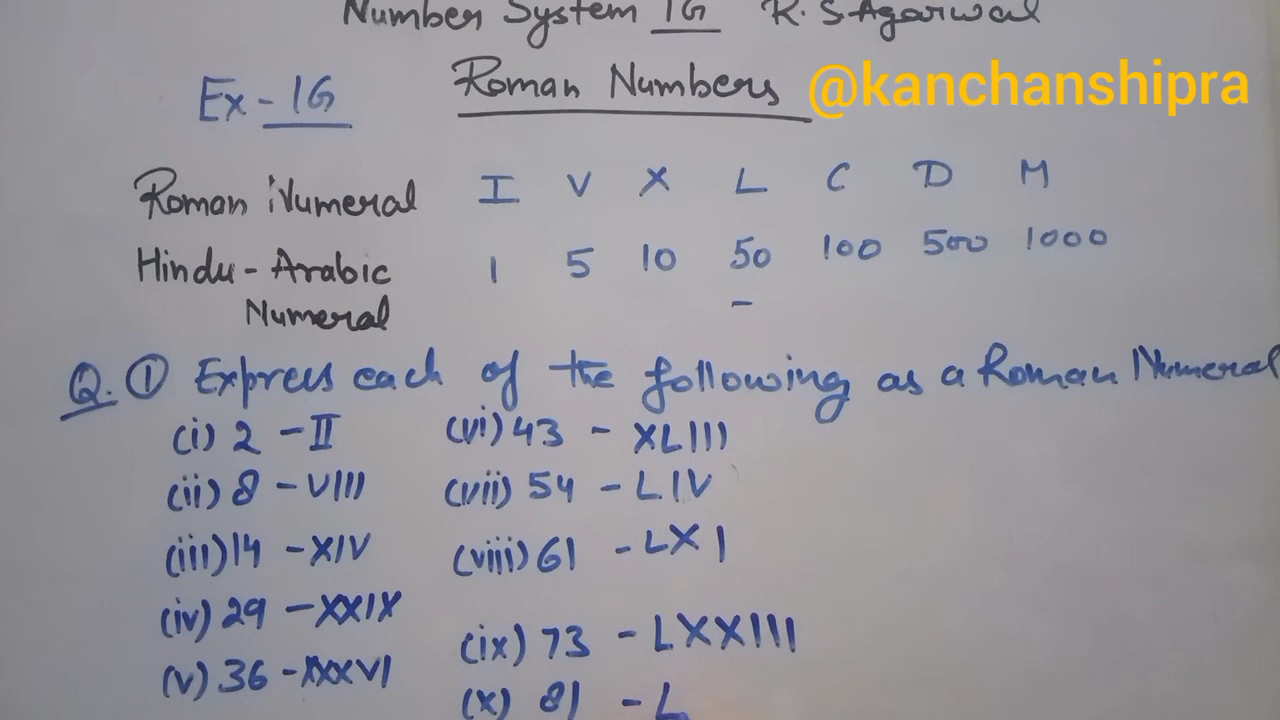 Number System 1G R.S Agarwal
Ex-1G
Roman Numbers
@kanchanshipra
Roman Numeral I V X L C D M
Hindu-Arabic Numeral 1 5 10 50 100 500 1000
Q.① Express each of the following as a Roman Numeral
(i) 2 - II
(ii) 8 - VIII
(iii) 14 - XIV
(iv) 29 - XXIX
(v) 36 - XXXVI
(vi) 43 - XLIII
(vii) 54 - LIV
(viii) 61 - LXI
(ix) 73 - LXXIII
(x) 81 - L